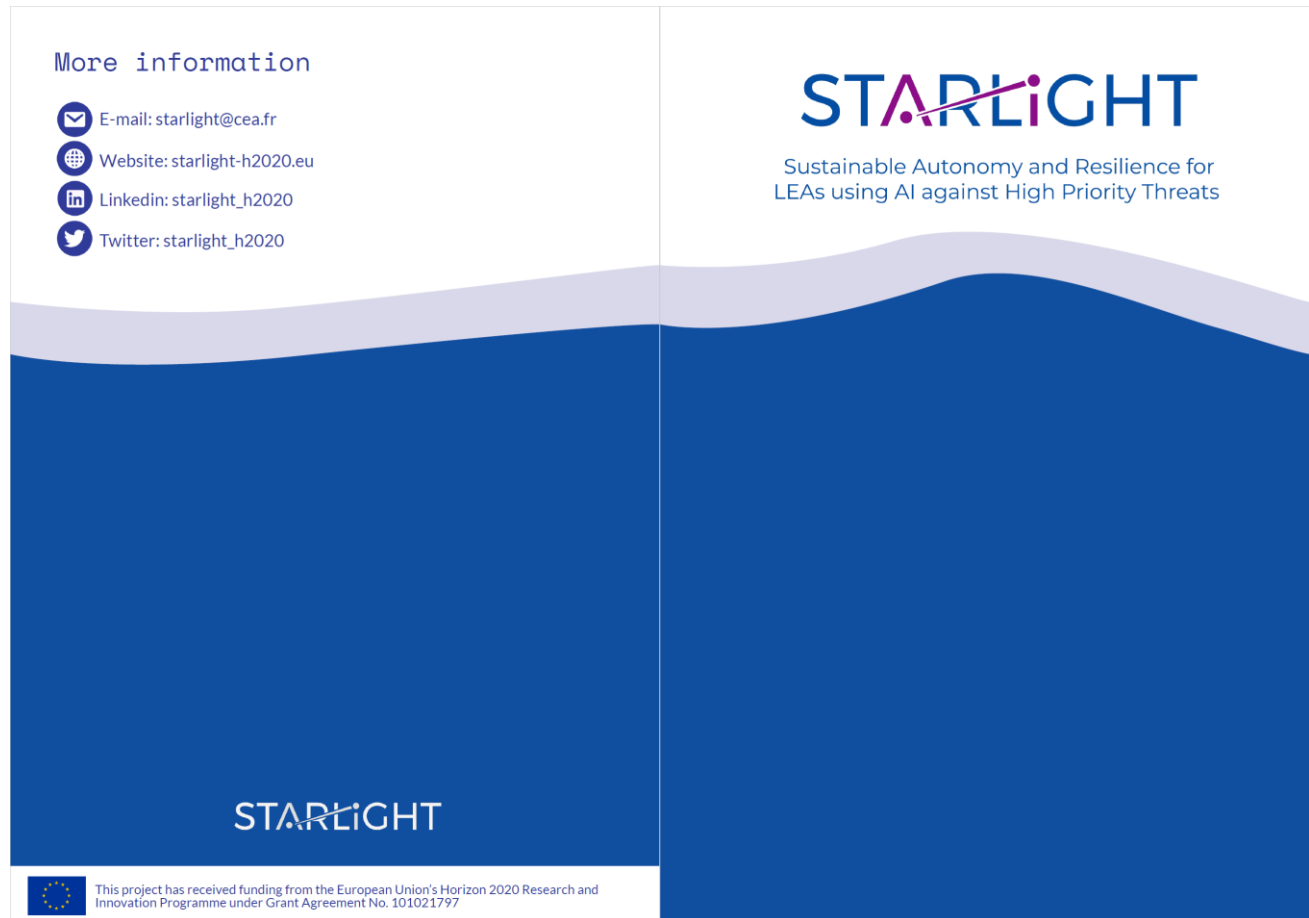 More information
E-mail: starlight@cea.fr
Website: starlight-h2020.eu
Linkedin: starlight_h2020
Twitter: starlight_h2020
STARLiGHT
This project has received funding from the European Union's Horizon 2020 Research and
Innovation Programme under Grant Agreement No. 101021797
STARLiGHT
Sustainable Autonomy and Resilience for
LEAs using AI against High Priority Threats